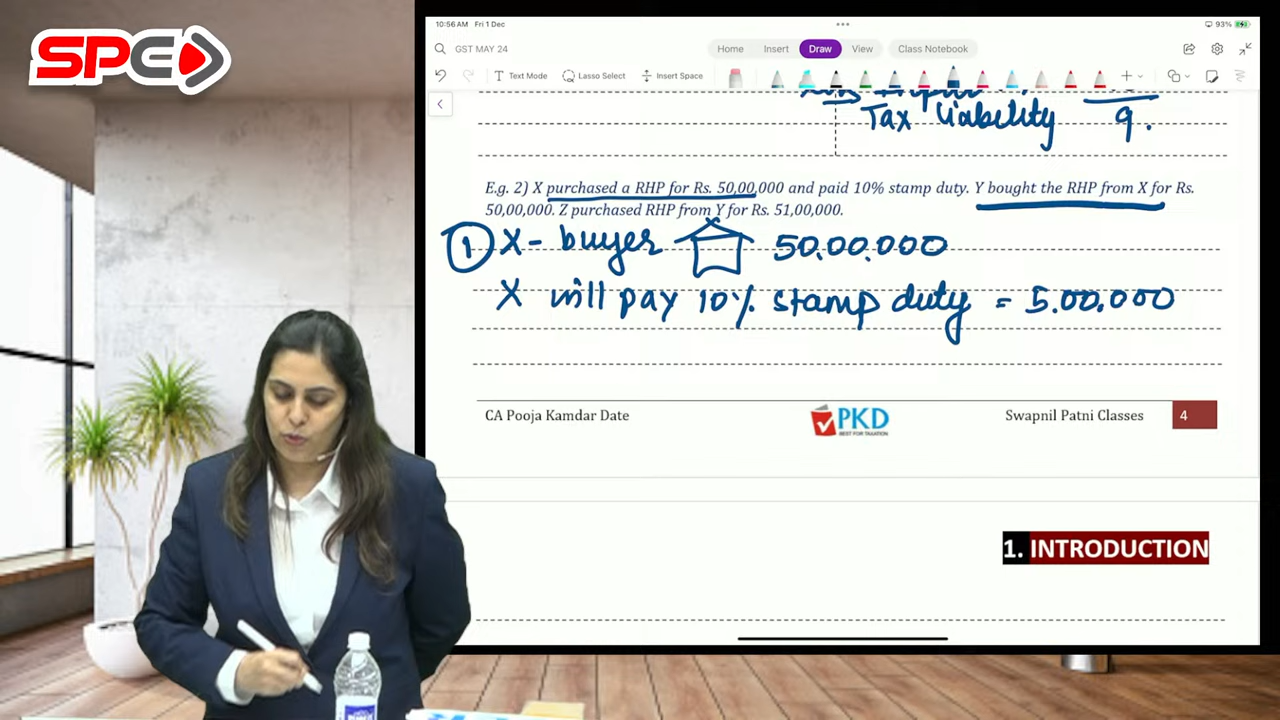 SPC
10:56 AM Fri 1 Dec
93%
GST MAY 24
Home Insert Draw View Class Notebook
Text Mode Lasso Select Insert Space
Tax Liability 9.
E.g. 2) X purchased a RHP for Rs. 50,00,000 and paid 10% stamp duty. Y bought the RHP from X for Rs.
50,00,000. Z purchased RHP from Y for Rs. 51,00,000.
① X - buyer 50,00,000
X will pay 10% stamp duty = 5,00,000
CA Pooja Kamdar Date
PKD
BEST FOR TAXATION
Swapnil Patni Classes
4
1. INTRODUCTION